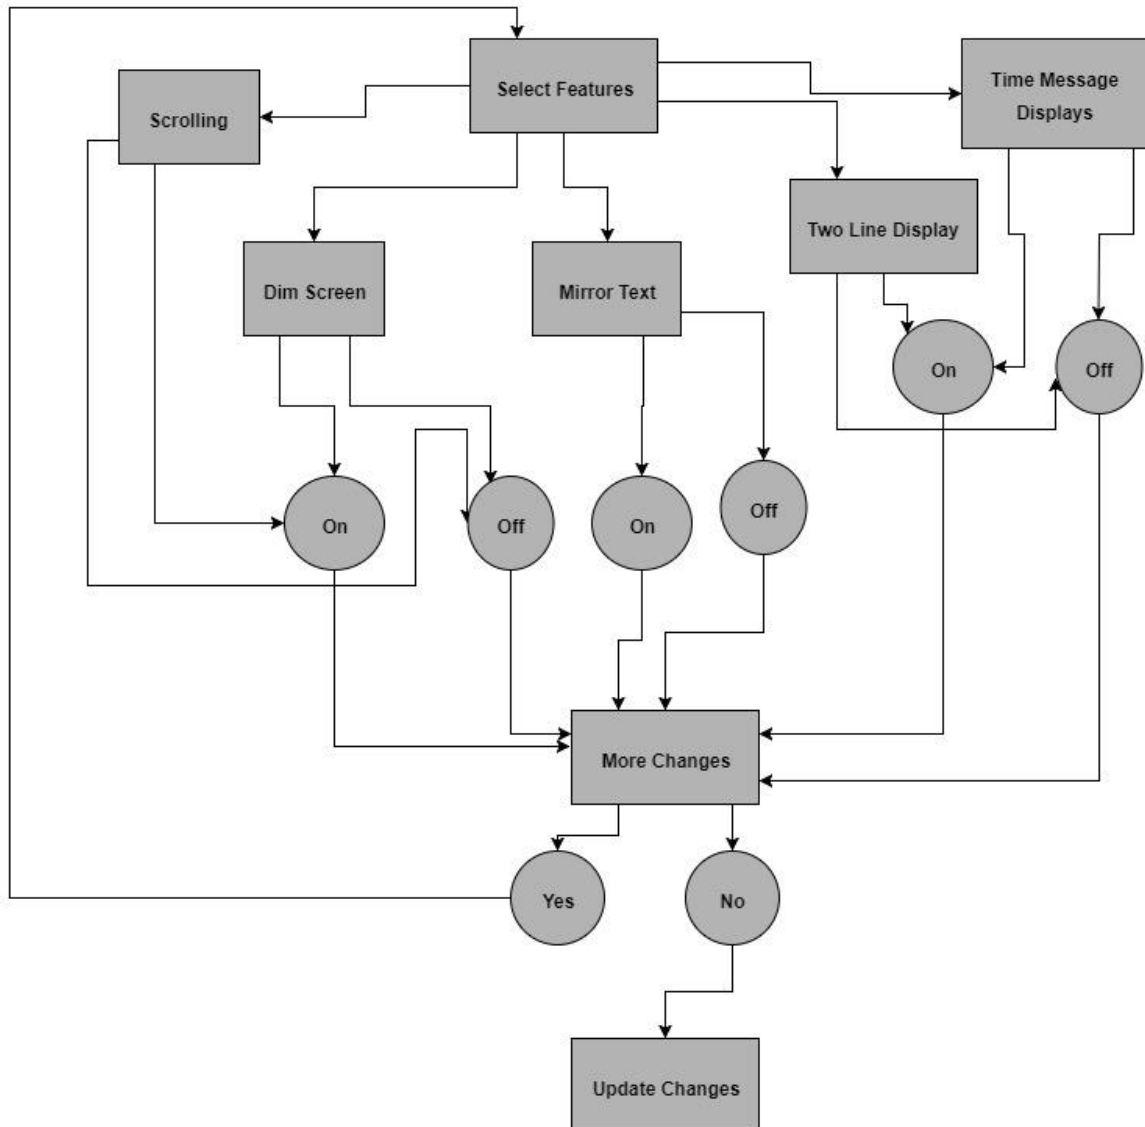 Select Features
Time Message
Displays
Scrolling
Two Line Display
Dim Screen
Mirror Text
On
Off
On
Off
On
Off
More Changes
Yes
No
Update Changes